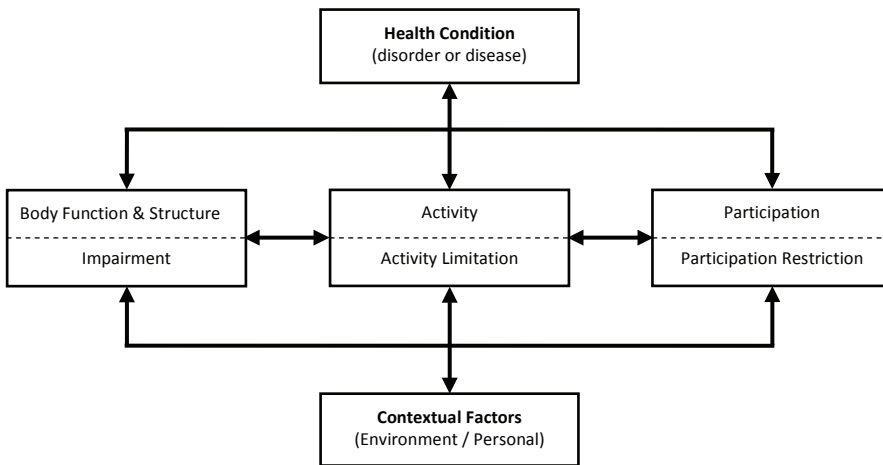 Health Condition
(disorder or disease)
Body Function & Structure
Impairment
Activity
Activity Limitation
Participation
Participation Restriction
Contextual Factors
(Environment / Personal)